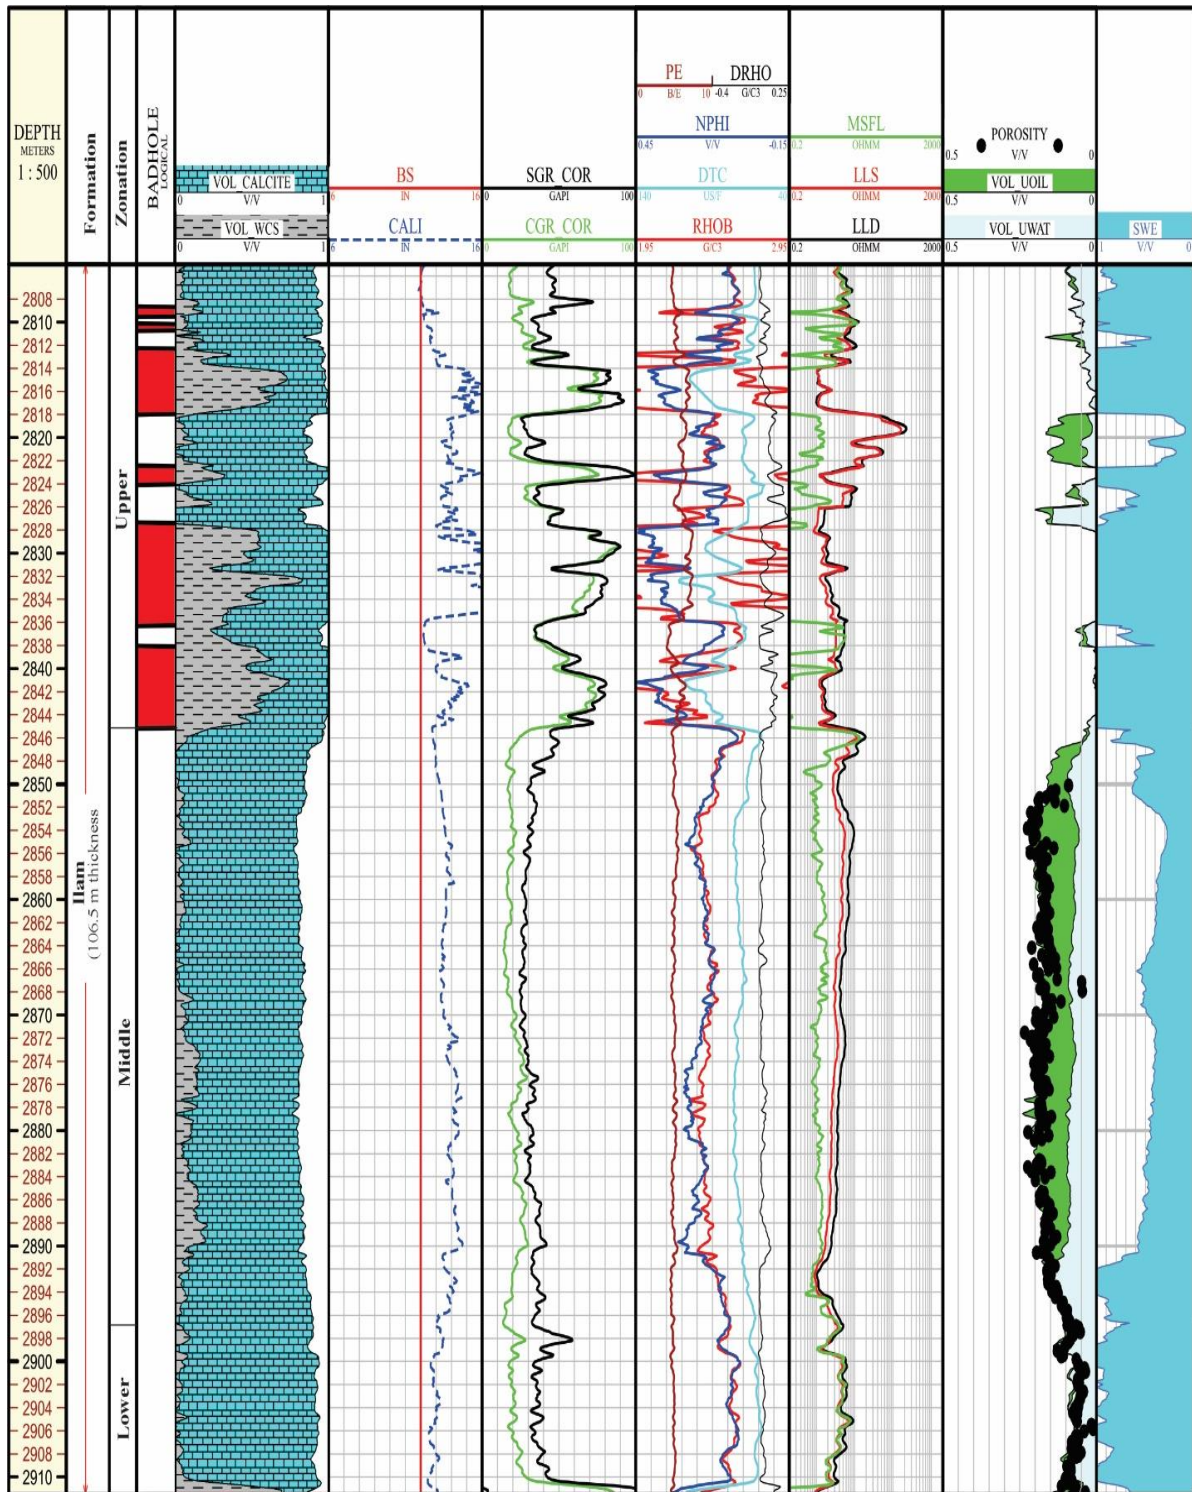 PE DRHO
0 B/E 10 -0.4 G/C3 0.25
DEPTH
METERS
1 : 500
Formation
Zonation
BADHOLE
LOGICAL
NPHI
0.45 V/V -0.15
MSFL
0.2 OHMM 2000
POROSITY
0.5 V/V 0
VOL_CALCITE
0 V/V 1
BS
6 IN 16
SGR_COR
0 GAPI 100
DTC
140 US/F 40
LLS
0.2 OHMM 2000
VOL_UOIL
0.5 V/V 0
VOL_WCS
0 V/V 1
CALI
6 IN 16
CGR_COR
0 GAPI 100
RHOB
1.95 G/C3 2.95
LLD
0.2 OHMM 2000
VOL_UWAT
0.5 V/V 0
SWE
1 V/V 0
2808
2810
2812
2814
2816
2818
2820
2822
2824
2826
2828
2830
2832
2834
2836
2838
2840
2842
2844
2846
2848
2850
2852
2854
2856
2858
2860
2862
2864
2866
2868
2870
2872
2874
2876
2878
2880
2882
2884
2886
2888
2890
2892
2894
2896
2898
2900
2902
2904
2906
2908
2910
Ilam
(106.5 m thickness
Upper
Middle
Lower